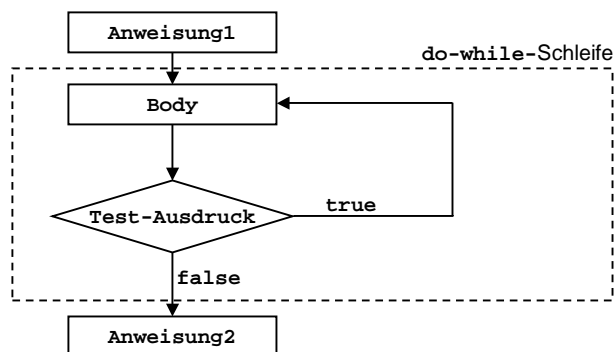 Anweisung1
do-while-Schleife
Body
Test-Ausdruck
true
false
Anweisung2